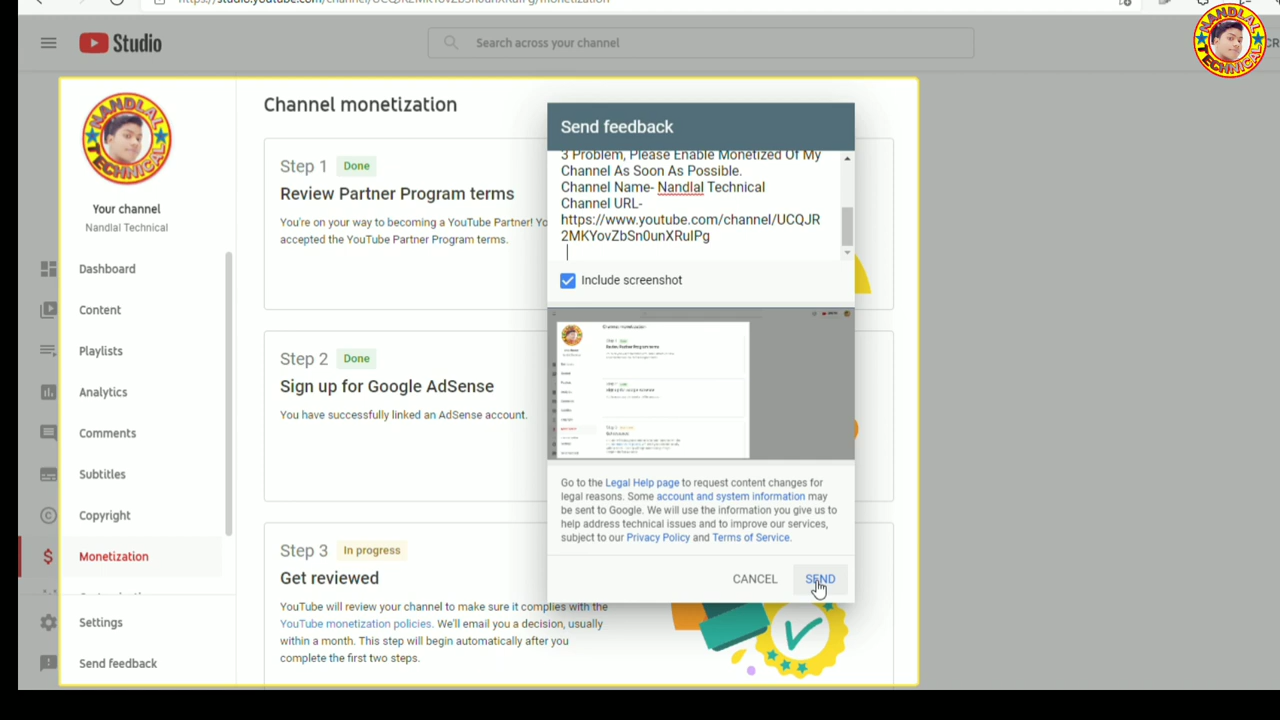 Studio
Search across your channel
NANDLAL
TECHNICAL
NANDLAL
TECHNICAL
Your channel
Nandlal Technical
Dashboard
Content
Playlists
Analytics
Comments
Subtitles
Copyright
Monetization
Settings
Send feedback
Channel monetization
Step 1 Done
Review Partner Program terms
You're on your way to becoming a YouTube Partner! Yo
accepted the YouTube Partner Program terms.
Step 2 Done
Sign up for Google AdSense
You have successfully linked an AdSense account.
Step 3 In progress
Get reviewed
YouTube will review your channel to make sure it complies with the
YouTube monetization policies. We'll email you a decision, usually
within a month. This step will begin automatically after you
complete the first two steps.
Send feedback
3 Problem, Please Enable Monetized Of My
Channel As Soon As Possible.
Channel Name- Nandlal Technical
Channel URL-
https://www.youtube.com/channel/UCQJR
2MKYovZbSn0unXRuIPg
Include screenshot
Go to the Legal Help page to request content changes for
legal reasons. Some account and system information may
be sent to Google. We will use the information you give us to
help address technical issues and to improve our services,
subject to our Privacy Policy and Terms of Service.
CANCEL SEND